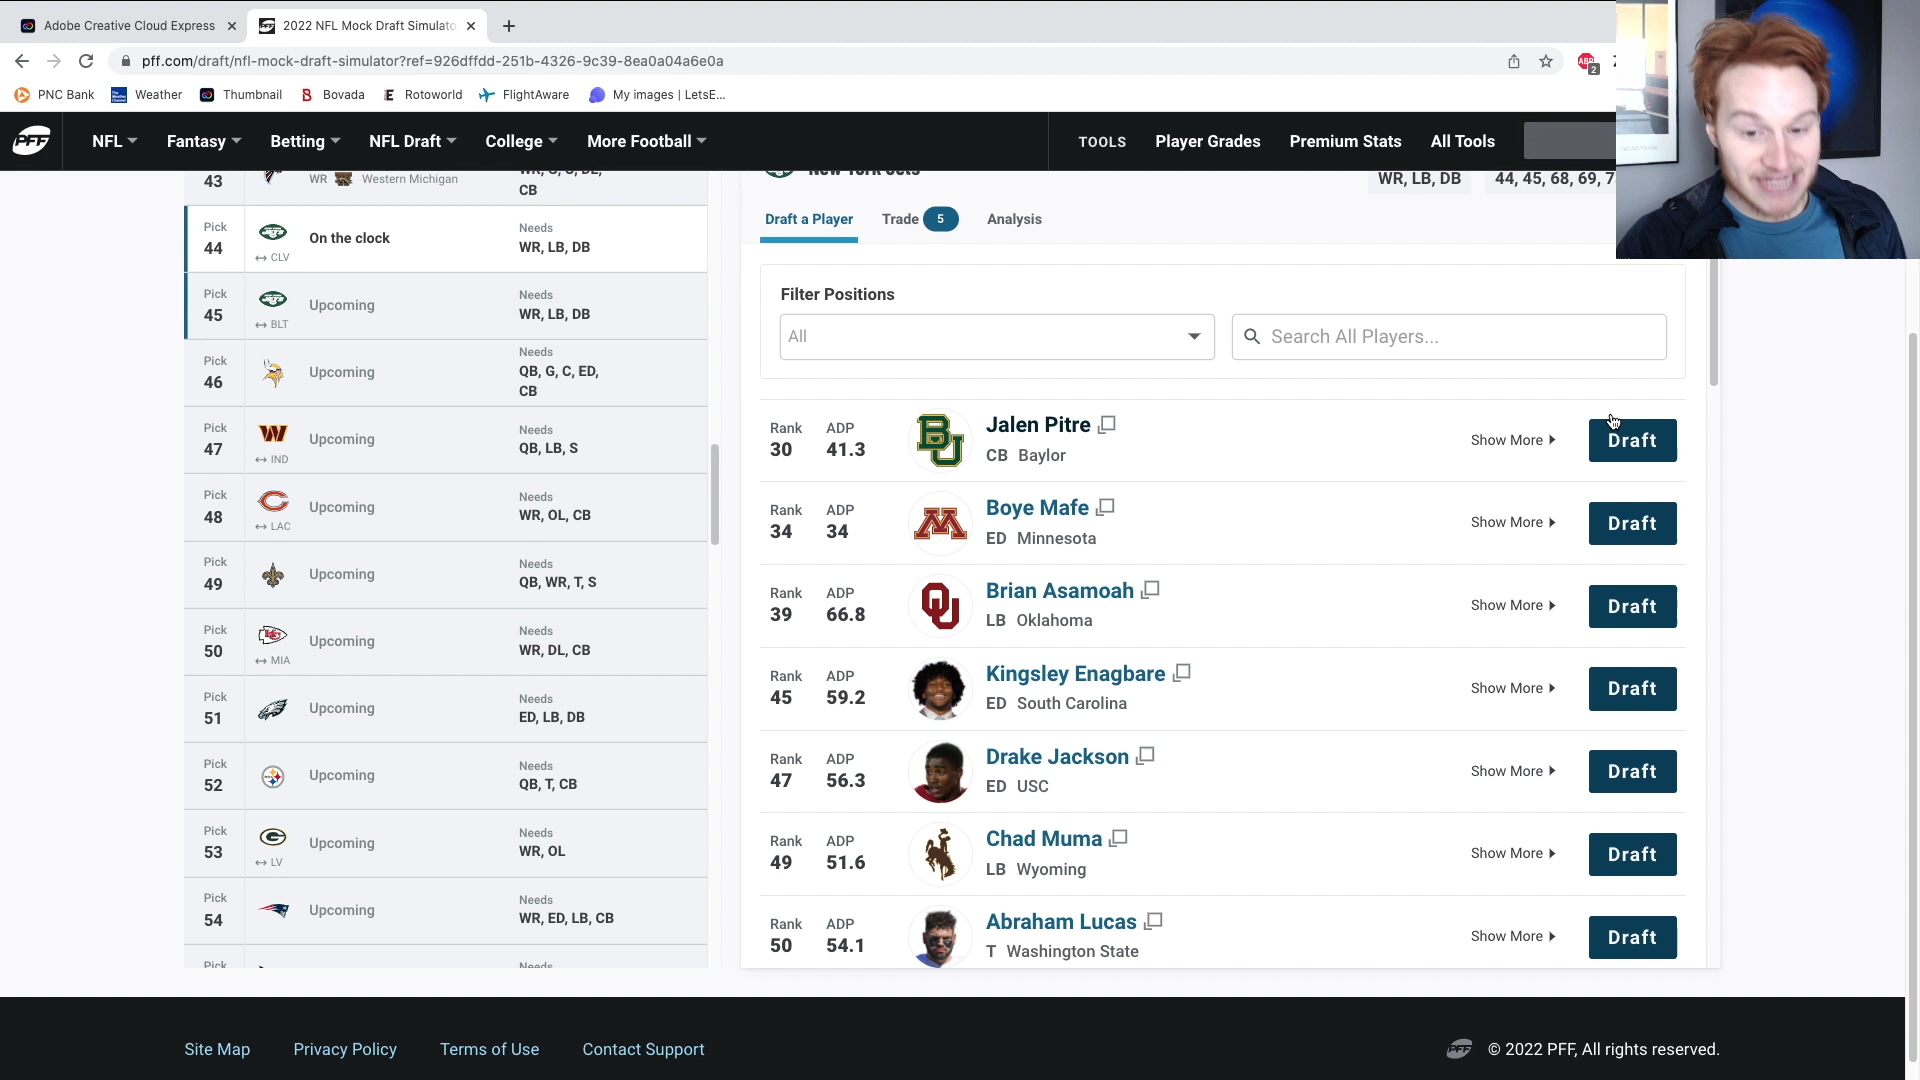 Adobe Creative Cloud Express
2022 NFL Mock Draft Simulato
pff.com/draft/nfl-mock-draft-simulator?ref=926dffdd-251b-4326-9c39-8ea0a04a6e0a
ABP
2
PNC Bank
Weather
Thumbnail
Bovada
Rotoworld
FlightAware
My images | LetsE...
PFF
NFL
Fantasy
Betting
NFL Draft
College
More Football
TOOLS
Player Grades
Premium Stats
All Tools
43
WR Western Michigan
CB
Pick
44
CLV
On the clock
Needs
WR, LB, DB
Pick
45
BLT
Upcoming
Needs
WR, LB, DB
Pick
46
Upcoming
Needs
QB, G, C, ED,
CB
Pick
47
IND
Upcoming
Needs
QB, LB, S
Pick
48
LAC
Upcoming
Needs
WR, OL, CB
Pick
49
Upcoming
Needs
QB, WR, T, S
Pick
50
MIA
Upcoming
Needs
WR, DL, CB
Pick
51
Upcoming
Needs
ED, LB, DB
Pick
52
Upcoming
Needs
QB, T, CB
Pick
53
LV
Upcoming
Needs
WR, OL
Pick
54
Upcoming
Needs
WR, ED, LB, CB
Pick
Needs
New York Jets
WR, LB, DB
44, 45, 68, 69, 7
Draft a Player
Trade 5
Analysis
Filter Positions
All
Search All Players...
Rank ADP
30 41.3
Jalen Pitre
CB Baylor
Show More
Draft
Rank ADP
34 34
Boye Mafe
ED Minnesota
Show More
Draft
Rank ADP
39 66.8
Brian Asamoah
LB Oklahoma
Show More
Draft
Rank ADP
45 59.2
Kingsley Enagbare
ED South Carolina
Show More
Draft
Rank ADP
47 56.3
Drake Jackson
ED USC
Show More
Draft
Rank ADP
49 51.6
Chad Muma
LB Wyoming
Show More
Draft
Rank ADP
50 54.1
Abraham Lucas
T Washington State
Show More
Draft
Site Map
Privacy Policy
Terms of Use
Contact Support
PFF
© 2022 PFF, All rights reserved.